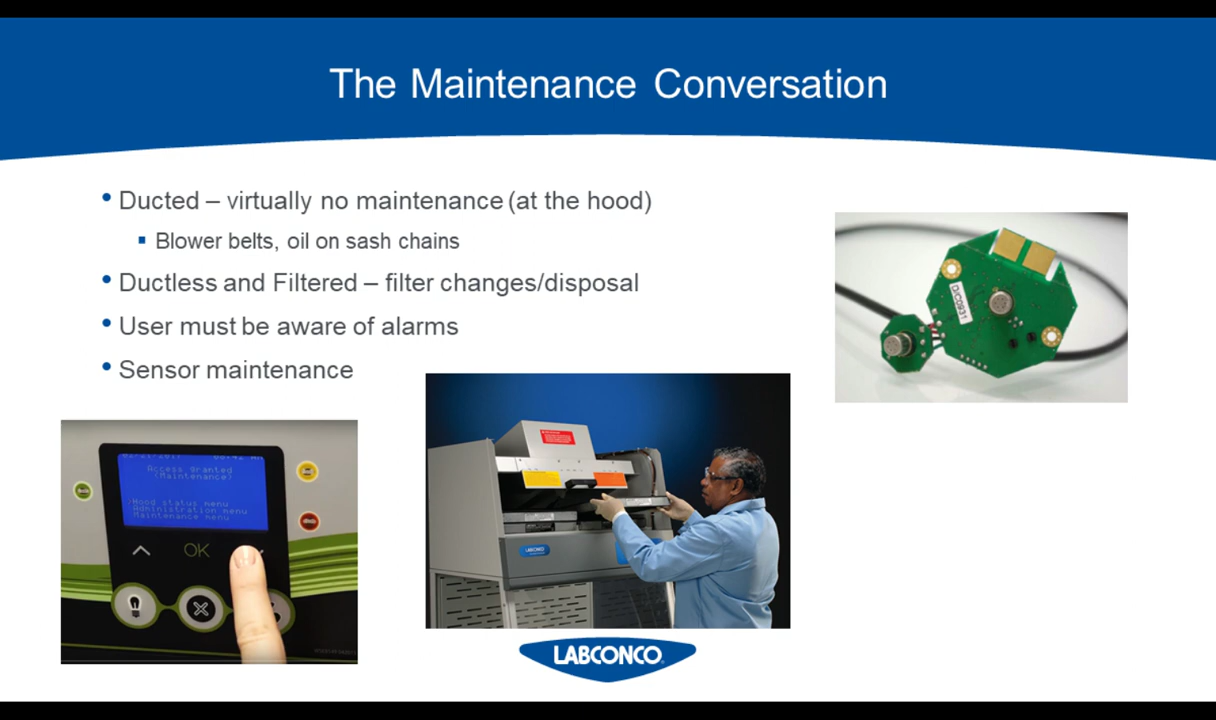 The Maintenance Conversation
• Ducted – virtually no maintenance (at the hood)
▪ Blower belts, oil on sash chains
• Ductless and Filtered – filter changes/disposal
• User must be aware of alarms
• Sensor maintenance
Access Granted
(Maintenance)
Hood status menu
Administration menu
Maintenance menu
OK
LABCONCO
LABCONCO